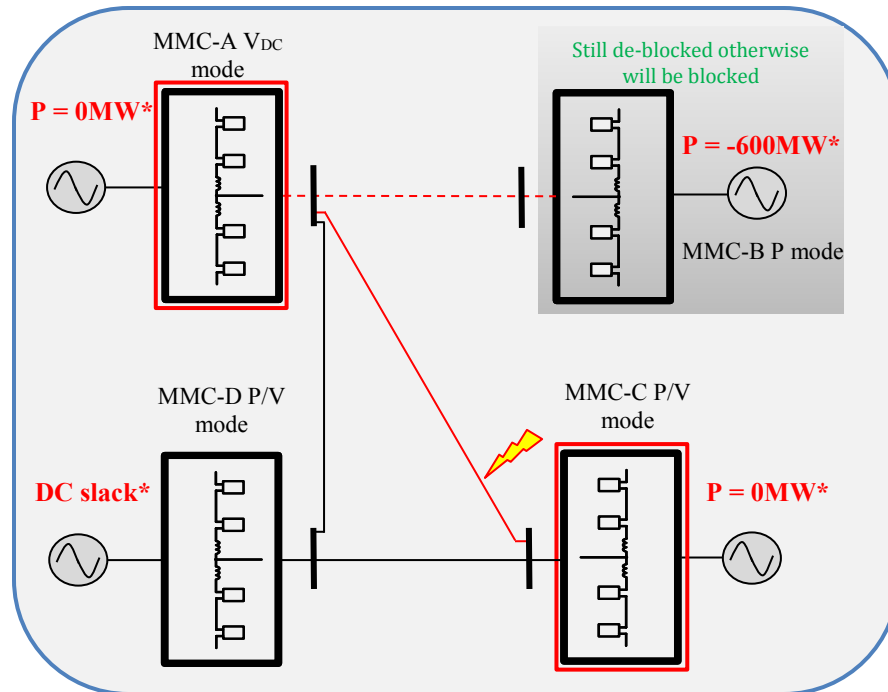 MMC-A VDC
mode
Still de-blocked otherwise
will be blocked
P = 0MW*
P = -600MW*
MMC-B P mode
MMC-D P/V
mode
MMC-C P/V
mode
DC slack*
P = 0MW*